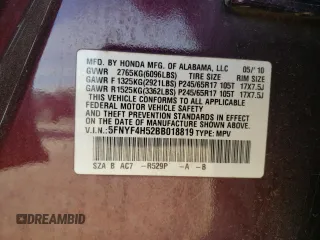 MFD. BY HONDA MFG. OF ALABAMA, LLC 05/'10
GVWR 2765KG(6096LBS) TIRE SIZE RIM SIZE
GAWR F 1325KG(2921LBS) P245/65R17 105T 17X7.5J
GAWR R 1525KG(3362LBS) P245/65R17 105T 17X7.5J
THIS VEHICLE CONFORMS TO ALL APPLICABLE
FEDERAL MOTOR VEHICLE SAFETY
AND THEFT PREVENTION STANDARDS IN EFFECT ON THE
DATE OF MANUFACTURE SHOWN ABOVE.
V.I.N.:5FNYF4H52BB018819 TYPE: MPV
SZA B AC7 R529P -A -B
DREAMBID